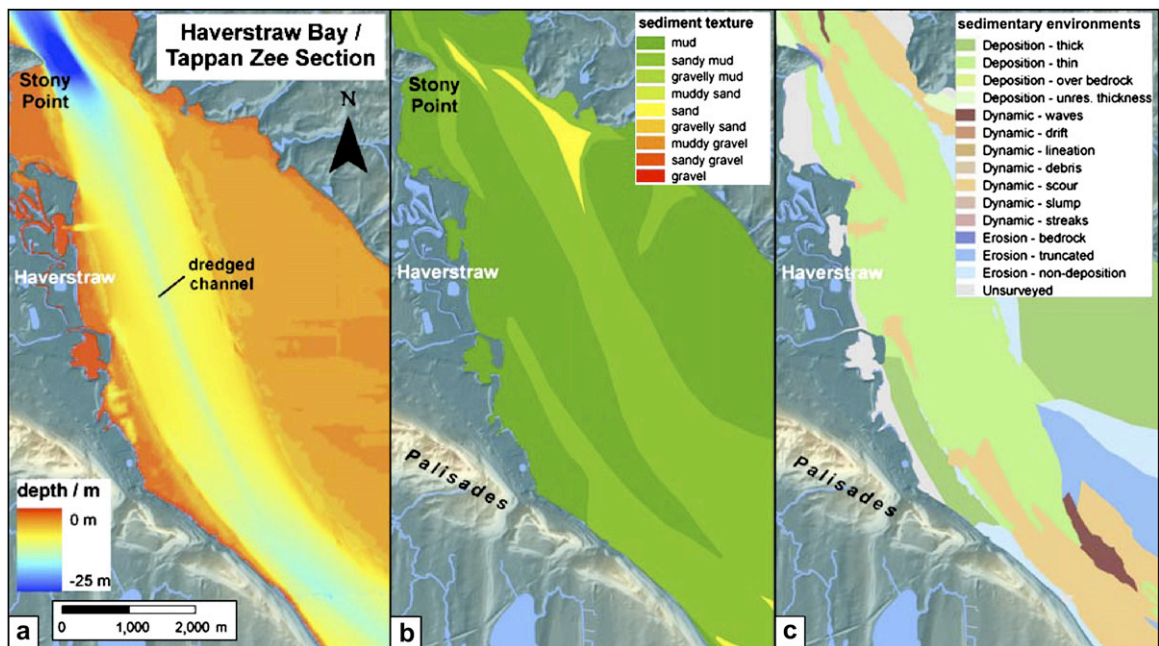 Haverstraw Bay /
Tappan Zee Section
Stony
Point
N
Haverstraw
dredged
channel
Palisades
depth / m
0 m
-25 m
0 1,000 2,000 m
a
sediment texture
mud
sandy mud
gravelly mud
muddy sand
sand
gravelly sand
muddy gravel
sandy gravel
gravel
Stony
Point
Haverstraw
Palisades
b
sedimentary environments
Deposition - thick
Deposition - thin
Deposition - over bedrock
Deposition - unres. thickness
Dynamic - waves
Dynamic - drift
Dynamic - lineation
Dynamic - debris
Dynamic - scour
Dynamic - slump
Dynamic - streaks
Erosion - bedrock
Erosion - truncated
Erosion - non-deposition
Unsurveyed
Haverstraw
Palisades
c